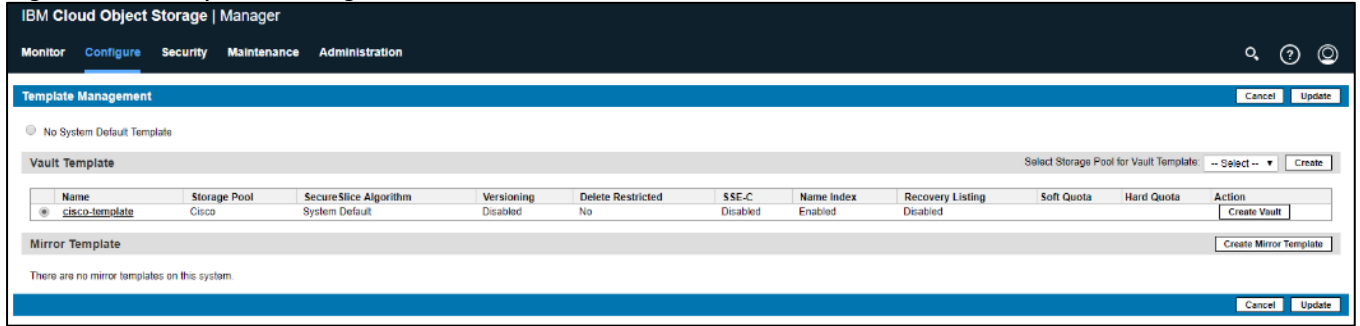 IBM Cloud Object Storage | Manager
Monitor Configure Security Maintenance Administration
Template Management Cancel Update
No System Default Template
Vault Template Select Storage Pool for Vault Template: -- Select -- Create
Name Storage Pool SecureSlice Algorithm Versioning Delete Restricted SSE-C Name Index Recovery Listing Soft Quota Hard Quota Action
cisco-template Cisco System Default Disabled No Disabled Enabled Disabled Create Vault
Mirror Template Create Mirror Template
There are no mirror templates on this system.
Cancel Update